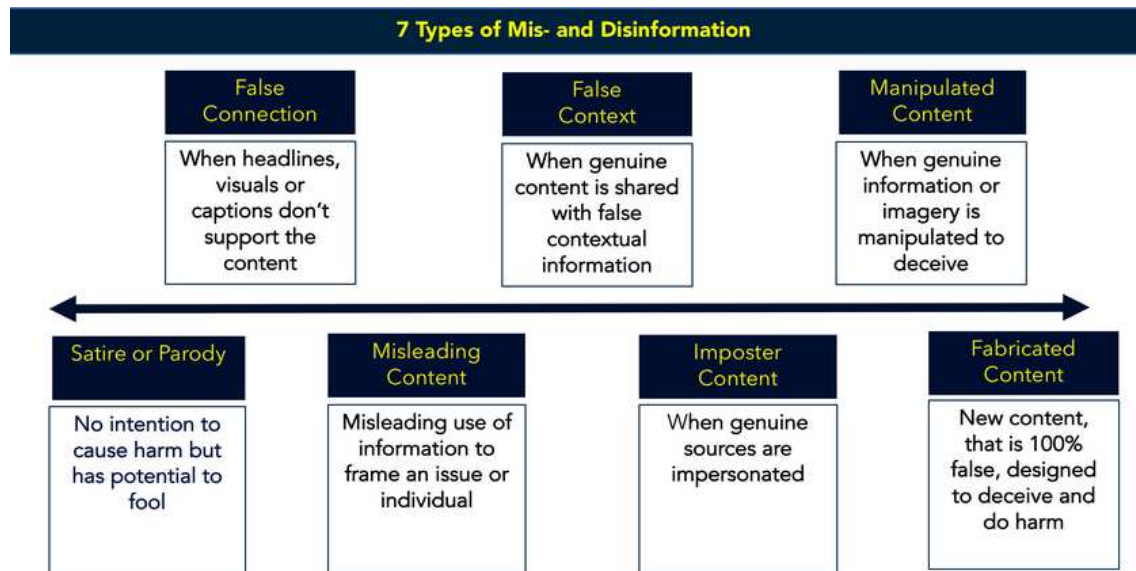 7 Types of Mis- and Disinformation
False
Connection
When headlines,
visuals or
captions don't
support the
content
False
Context
When genuine
content is shared
with false
contextual
information
Manipulated
Content
When genuine
information or
imagery is
manipulated to
deceive
Satire or Parody
No intention to
cause harm but
has potential to
fool
Misleading
Content
Misleading use of
information to
frame an issue or
individual
Imposter
Content
When genuine
sources are
impersonated
Fabricated
Content
New content,
that is 100%
false, designed
to deceive and
do harm